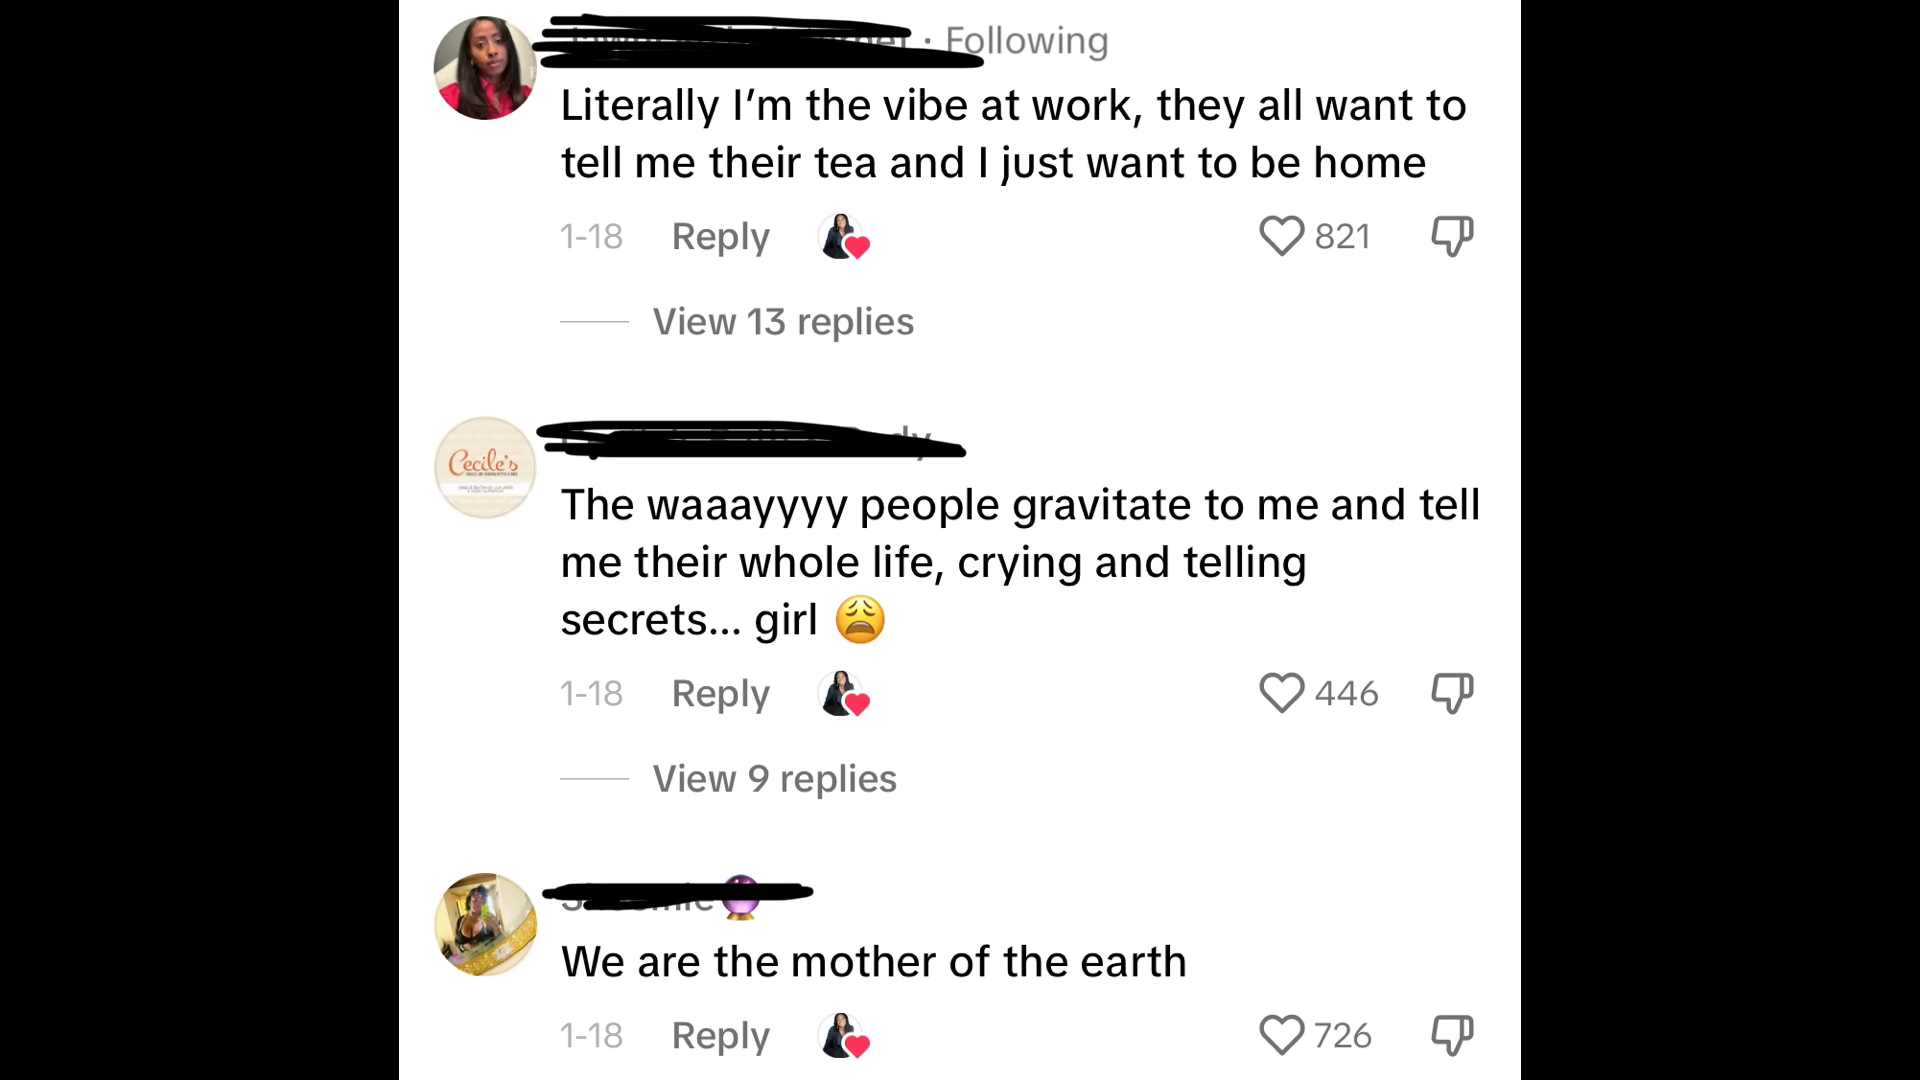 Following
Literally I’m the vibe at work, they all want to
tell me their tea and I just want to be home
1-18 Reply 821
View 13 replies
Cecile's
The waaayyyy people gravitate to me and tell
me their whole life, crying and telling
secrets... girl 😩
1-18 Reply 446
View 9 replies
We are the mother of the earth
1-18 Reply 726